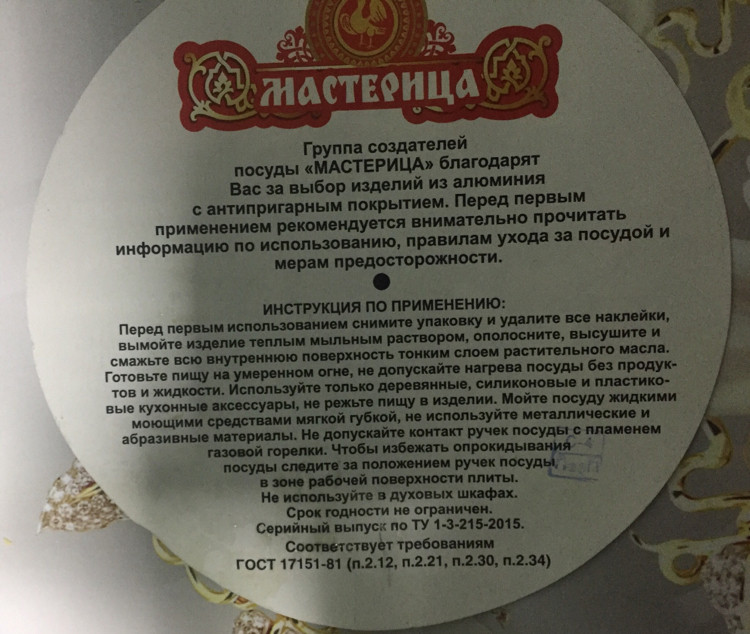 МАСТЕРИЦА
Группа создателей
посуды «МАСТЕРИЦА» благодарят
Вас за выбор изделий из алюминия
с антипригарным покрытием. Перед первым
применением рекомендуется внимательно прочитать
информацию по использованию, правилам ухода за посудой и
мерам предосторожности.
ИНСТРУКЦИЯ ПО ПРИМЕНЕНИЮ:
Перед первым использованием снимите упаковку и удалите все наклейки,
вымойте изделие теплым мыльным раствором, ополосните, высушите и
смажьте всю внутреннюю поверхность тонким слоем растительного масла.
Готовьте пищу на умеренном огне, не допускайте нагрева посуды без продук-
тов и жидкости. Используйте только деревянные, силиконовые и пластико-
вые кухонные аксессуары, не режьте пищу в изделии. Мойте посуду жидкими
моющими средствами мягкой губкой, не используйте металлические и
абразивные материалы. Не допускайте контакт ручек посуды с пламенем
газовой горелки. Чтобы избежать опрокидывания
посуды следите за положением ручек посуды,
в зоне рабочей поверхности плиты.
Не используйте в духовых шкафах.
Срок годности не ограничен.
Серийный выпуск по ТУ 1-3-215-2015.
Соответствует требованиям
ГОСТ 17151-81 (п.2.12, п.2.21, п.2.30, п.2.34)